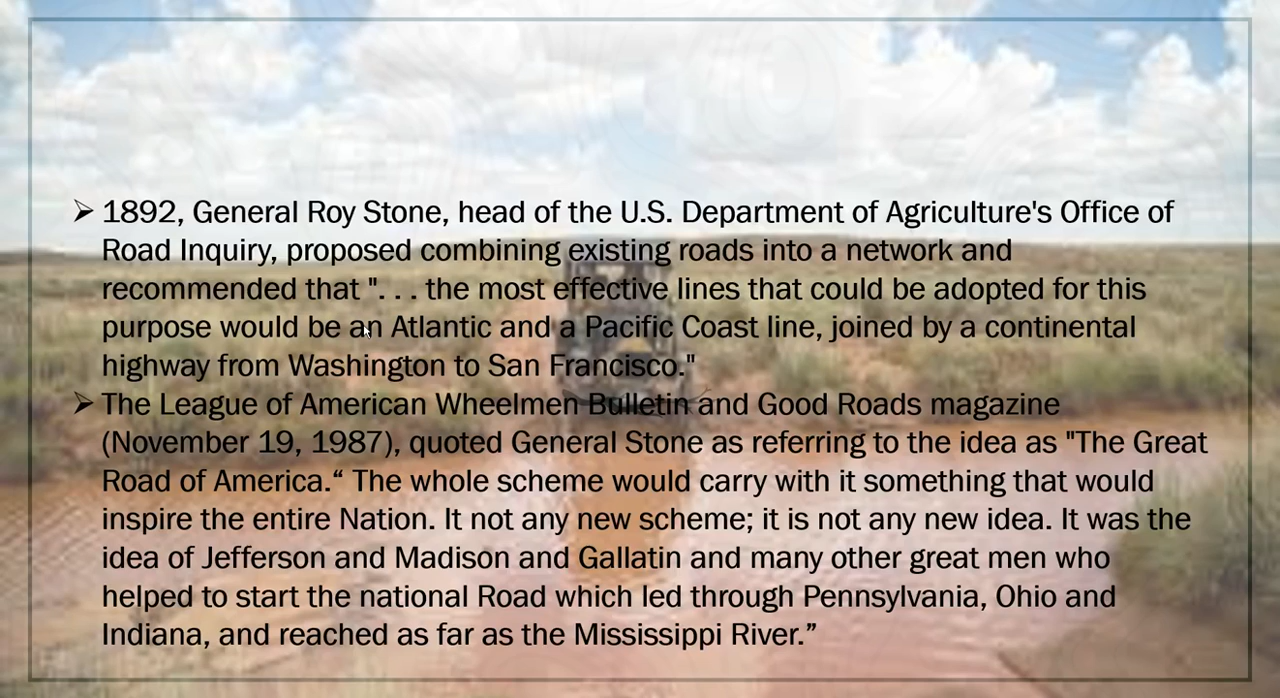 ➢ 1892, General Roy Stone, head of the U.S. Department of Agriculture's Office of
Road Inquiry, proposed combining existing roads into a network and
recommended that ". . . the most effective lines that could be adopted for this
purpose would be an Atlantic and a Pacific Coast line, joined by a continental
highway from Washington to San Francisco."
➢ The League of American Wheelmen Bulletin and Good Roads magazine
(November 19, 1987), quoted General Stone as referring to the idea as "The Great
Road of America.“ The whole scheme would carry with it something that would
inspire the entire Nation. It not any new scheme; it is not any new idea. It was the
idea of Jefferson and Madison and Gallatin and many other great men who
helped to start the national Road which led through Pennsylvania, Ohio and
Indiana, and reached as far as the Mississippi River.”